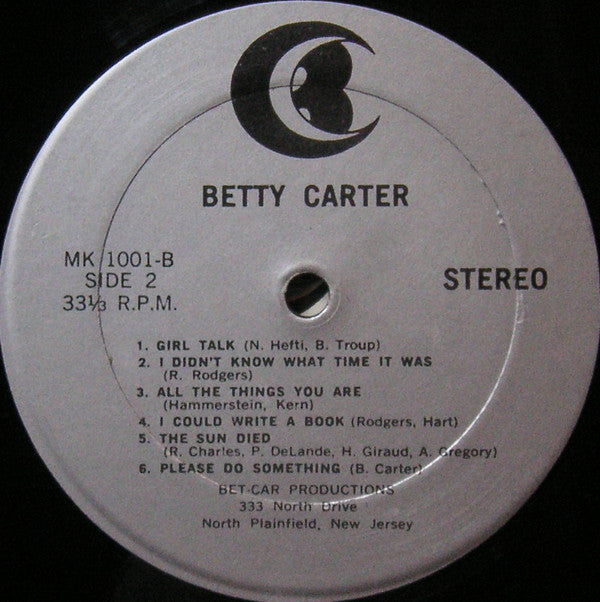 BETTY CARTER
MK 1001-B
SIDE 2
33⅓ R.P.M.
STEREO
1. GIRL TALK (N. Hefti, B. Troup)
2. I DIDN'T KNOW WHAT TIME IT WAS
(R. Rodgers)
3. ALL THE THINGS YOU ARE
(Hammerstein, Kern)
4. I COULD WRITE A BOOK (Rodgers, Hart)
5. THE SUN DIED
(R. Charles, P. DeLande, H. Giraud, A. Gregory)
6. PLEASE DO SOMETHING (B. Carter)
BET-CAR PRODUCTIONS
333 North Drive
North Plainfield, New Jersey